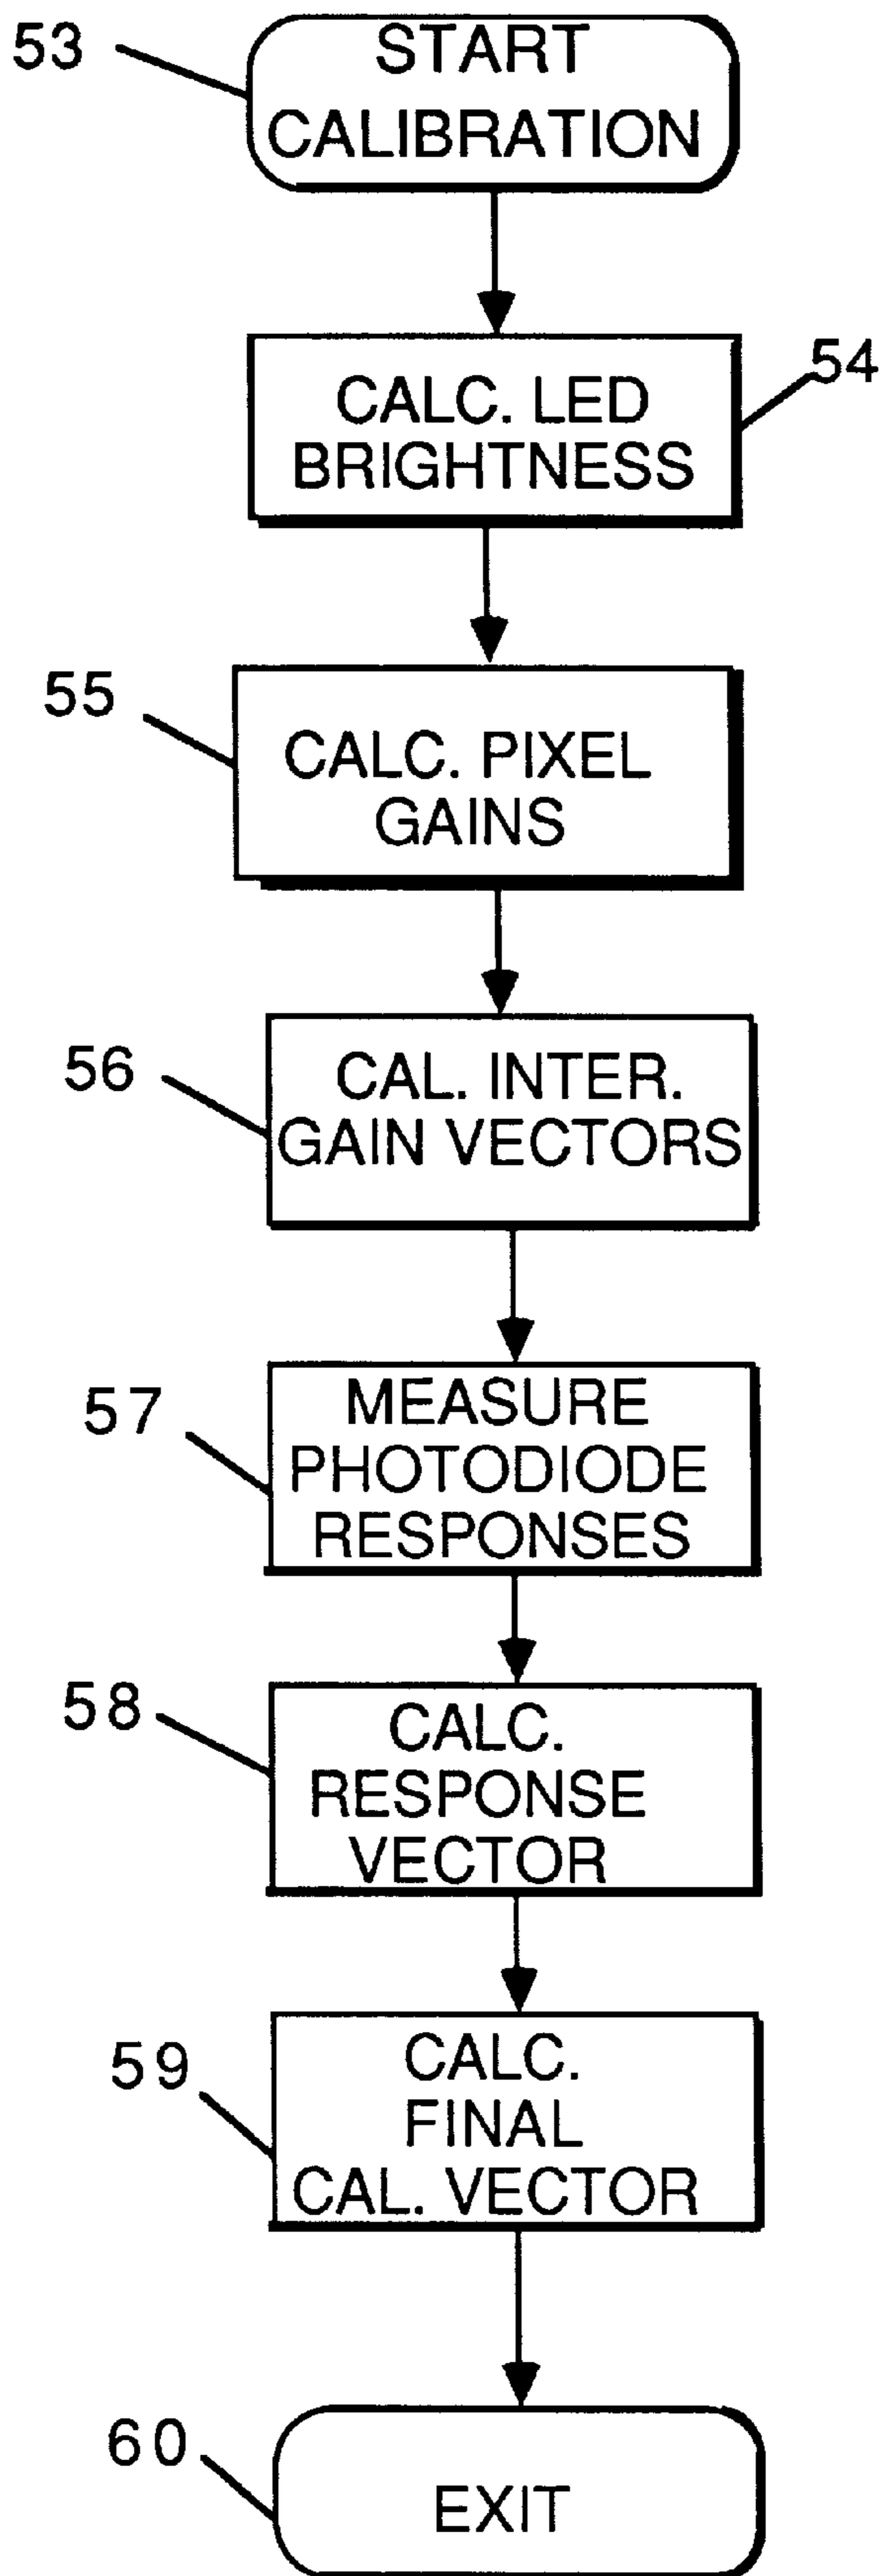 53
START
CALIBRATION
CALC. LED
BRIGHTNESS
54
55
CALC. PIXEL
GAINS
56
CAL. INTER.
GAIN VECTORS
57
MEASURE
PHOTODIODE
RESPONSES
58
CALC.
RESPONSE
VECTOR
59
CALC.
FINAL
CAL. VECTOR
60
EXIT